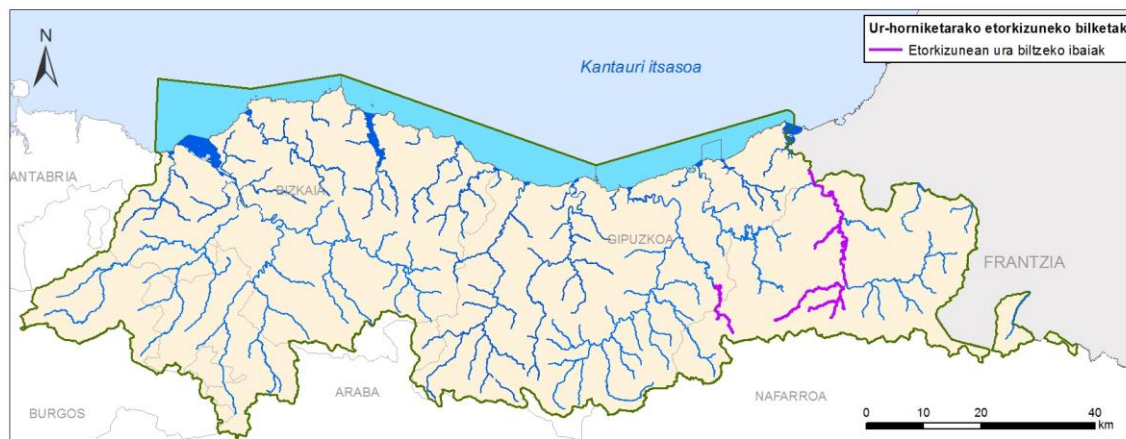 Ur-horniketarako etorkizuneko bilketak
Etorkizunean ura biltzeko ibaiak
N
Kantauri itsasoa
ANTABRIA
BIZKAIA
GIPUZKOA
FRANTZIA
ARABA
NAFARROA
BURGOS
0 10 20 40
km